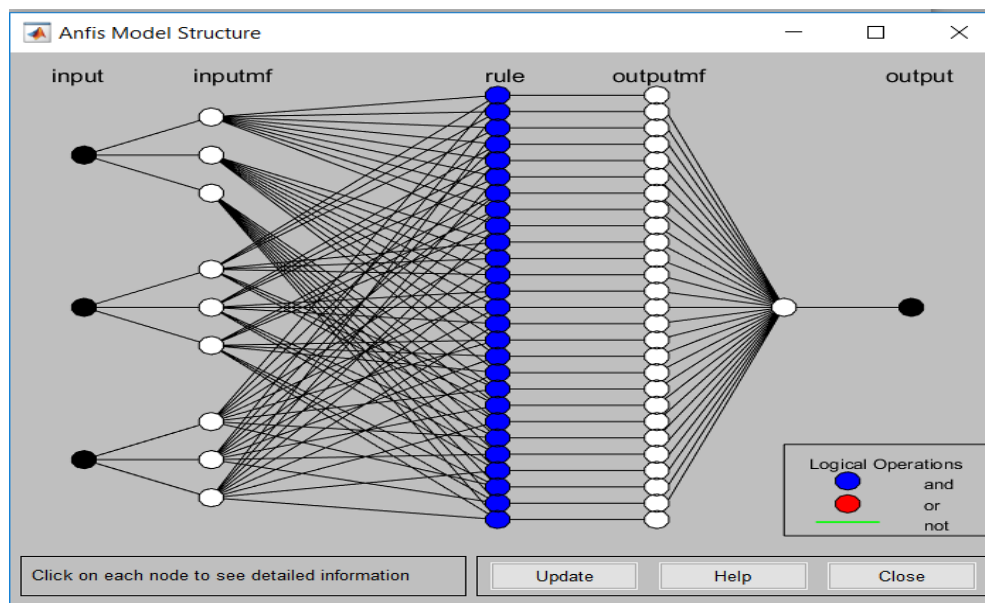 Anfis Model Structure
input inputmf rule outputmf output
Logical Operations
and
or
not
Click on each node to see detailed information
Update Help Close